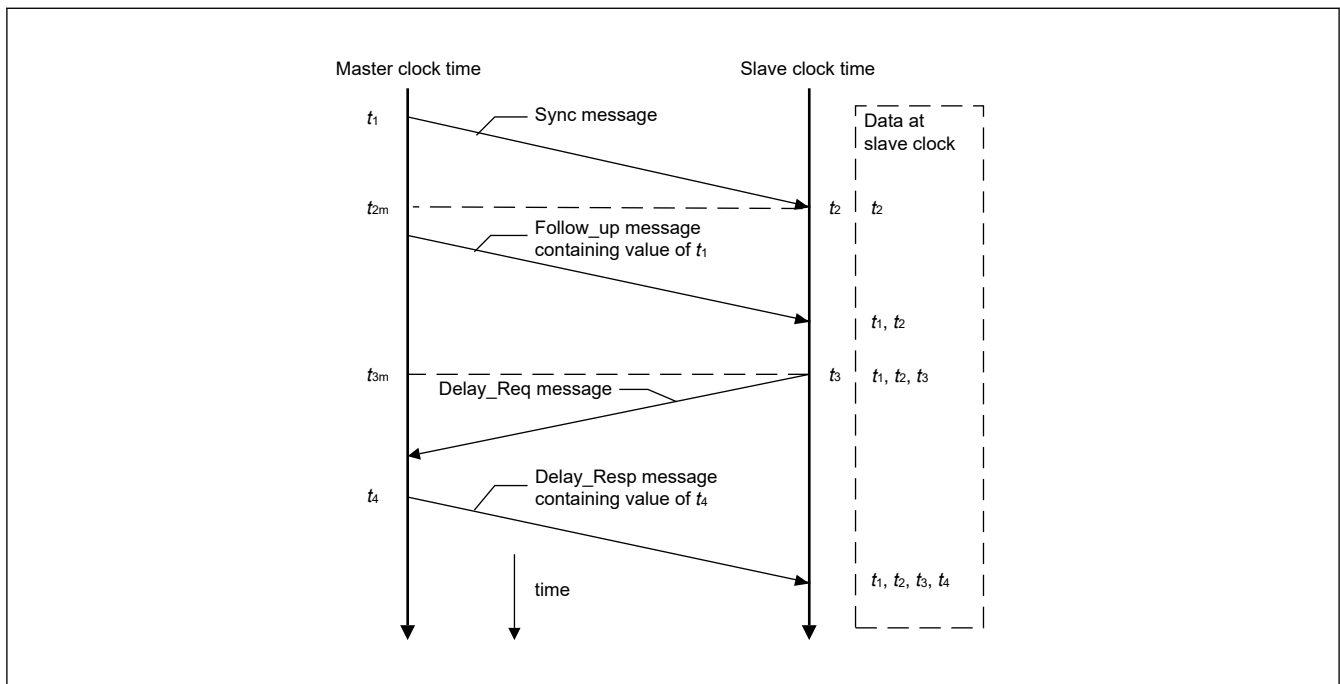 Master clock time
Slave clock time
Data at
slave clock
t1
Sync message
t2m
t2
t2
Follow_up message
containing value of t1
t1, t2
t3m
t3
t1, t2, t3
Delay_Req message
Delay_Resp message
containing value of t4
t4
t1, t2, t3, t4
time